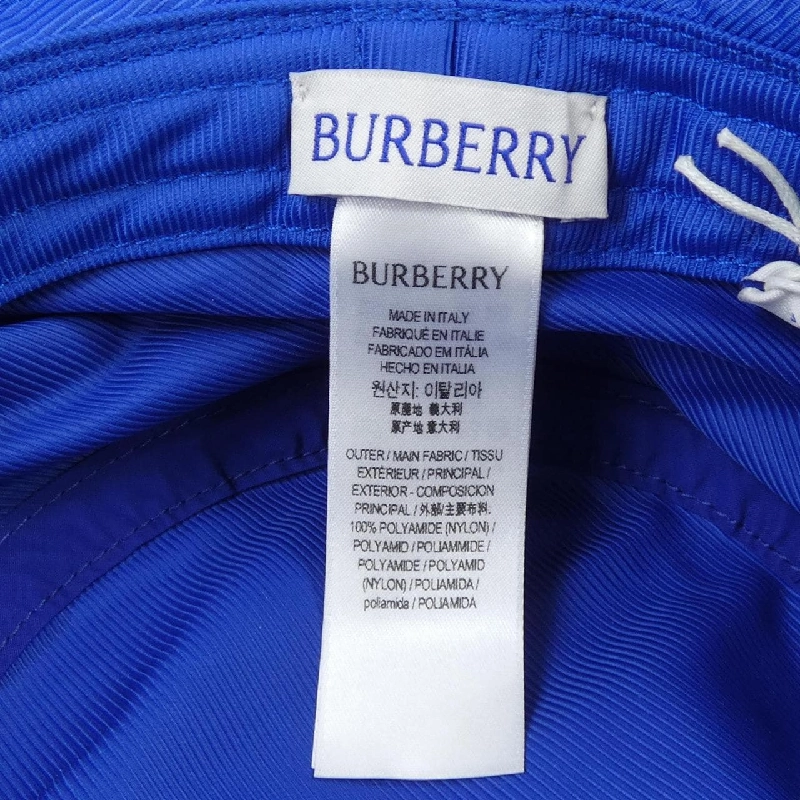 BURBERRY
BURBERRY
MADE IN ITALY
FABRIQUÉ EN ITALIE
FABRICADO EM ITÁLIA
HECHO EN ITALIA
원산지: 이탈리아
原產地 義大利
原产地 意大利
OUTER / MAIN FABRIC / TISSU
EXTÉRIEUR / PRINCIPAL /
EXTERIOR - COMPOSICION
PRINCIPAL / 外部/主要布料.
100% POLYAMIDE (NYLON) /
POLYAMID / POLIAMMIDE /
POLYAMIDE / POLYAMID
(NYLON) / POLIAMIDA /
poliamida / POLIAMIDA